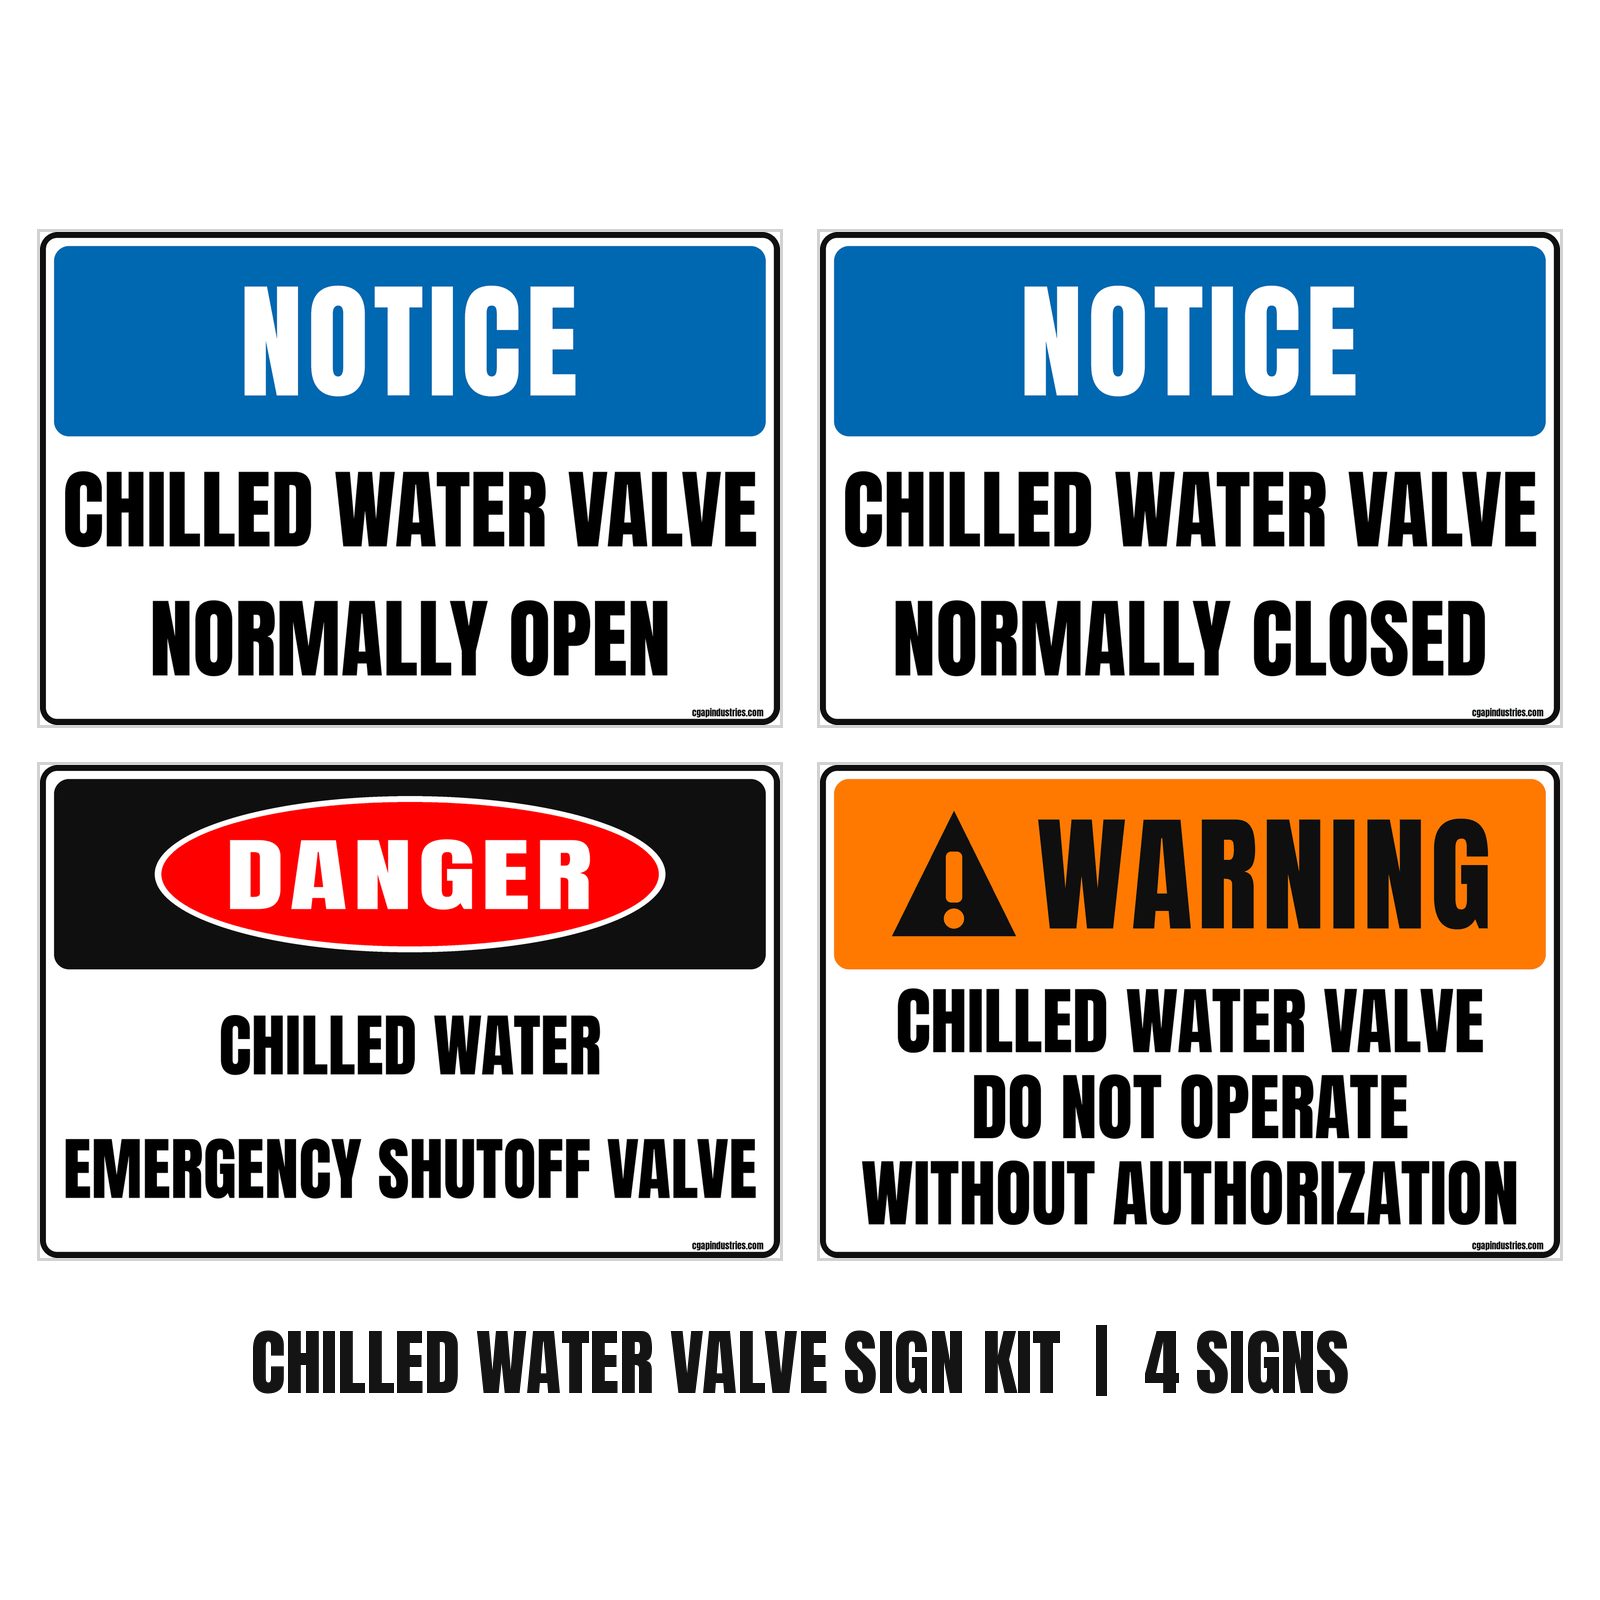 NOTICE
CHILLED WATER VALVE
NORMALLY OPEN
cgapindustries.com
NOTICE
CHILLED WATER VALVE
NORMALLY CLOSED
cgapindustries.com
DANGER
CHILLED WATER
EMERGENCY SHUTOFF VALVE
cgapindustries.com
WARNING
CHILLED WATER VALVE
DO NOT OPERATE
WITHOUT AUTHORIZATION
cgapindustries.com
CHILLED WATER VALVE SIGN KIT | 4 SIGNS